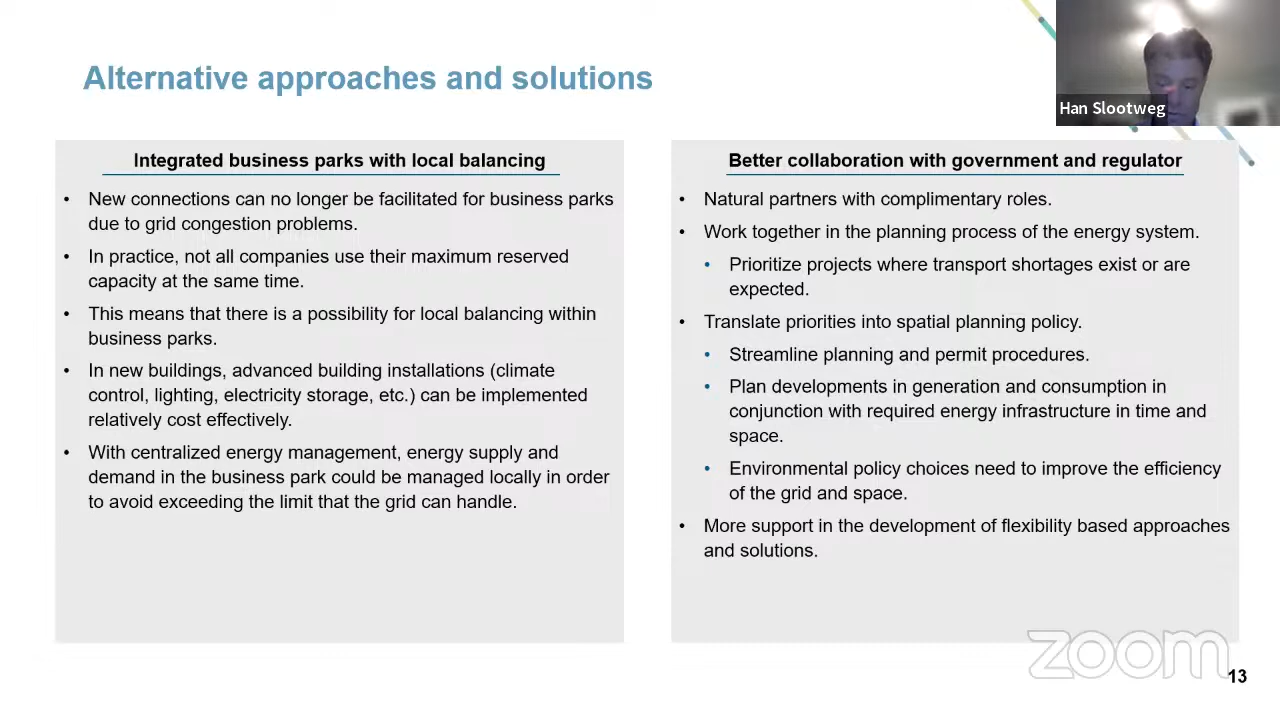 Alternative approaches and solutions
Han Slootweg
Integrated business parks with local balancing
• New connections can no longer be facilitated for business parks
due to grid congestion problems.
• In practice, not all companies use their maximum reserved
capacity at the same time.
• This means that there is a possibility for local balancing within
business parks.
• In new buildings, advanced building installations (climate
control, lighting, electricity storage, etc.) can be implemented
relatively cost effectively.
• With centralized energy management, energy supply and
demand in the business park could be managed locally in order
to avoid exceeding the limit that the grid can handle.
Better collaboration with government and regulator
• Natural partners with complimentary roles.
• Work together in the planning process of the energy system.
• Prioritize projects where transport shortages exist or are
expected.
• Translate priorities into spatial planning policy.
• Streamline planning and permit procedures.
• Plan developments in generation and consumption in
conjunction with required energy infrastructure in time and
space.
• Environmental policy choices need to improve the efficiency
of the grid and space.
• More support in the development of flexibility based approaches
and solutions.
zoom
13